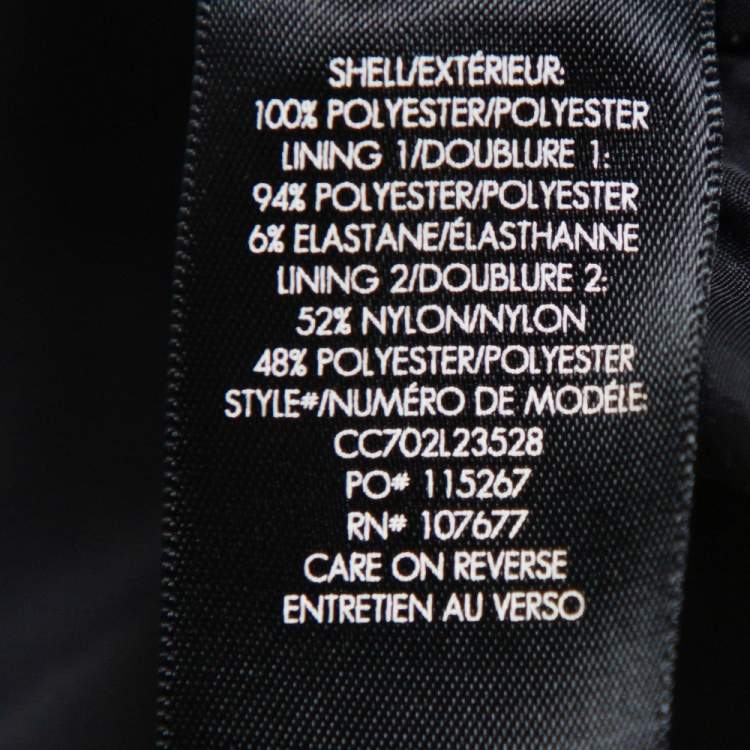 SHELL/EXTÉRIEUR:
100% POLYESTER/POLYESTER
LINING 1/DOUBLURE 1:
94% POLYESTER/POLYESTER
6% ELASTANE/ÉLASTHANNE
LINING 2/DOUBLURE 2:
52% NYLON/NYLON
48% POLYESTER/POLYESTER
STYLE#/NUMÉRO DE MODÉLE:
CC702L23528
PO# 115267
RN# 107677
CARE ON REVERSE
ENTRETIEN AU VERSO